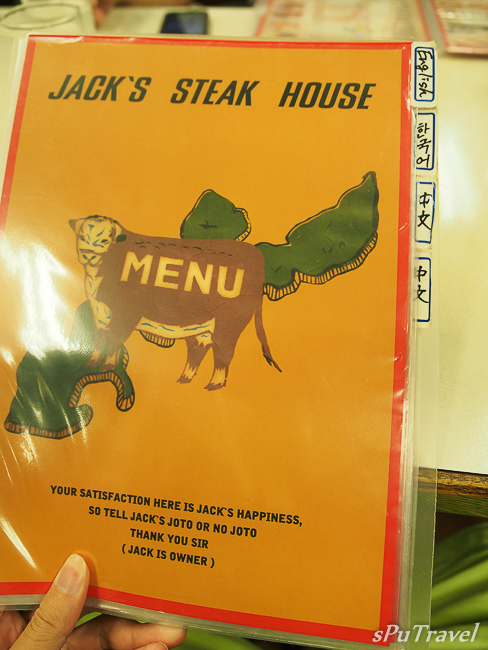 JACK`S STEAK HOUSE
English
한국어
中文
中文
MENU
YOUR SATISFACTION HERE IS JACK`S HAPPINESS,
SO TELL JACK`S JOTO OR NO JOTO
THANK YOU SIR
( JACK IS OWNER )
sPuTravel